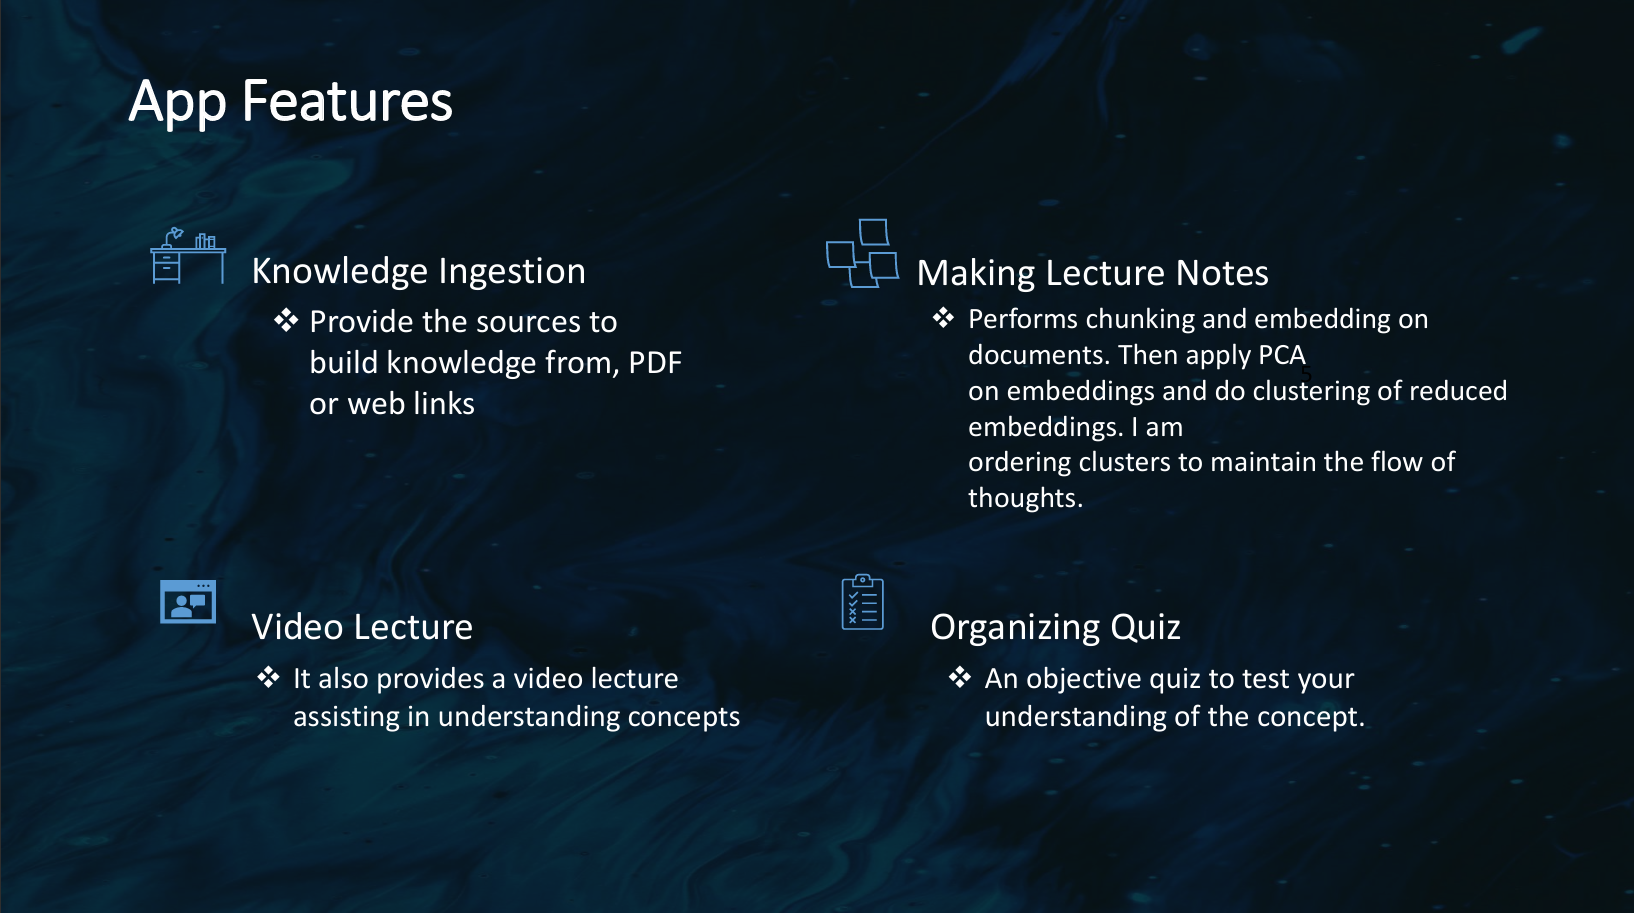 App Features
Knowledge Ingestion
❖ Provide the sources to
build knowledge from, PDF
or web links
Making Lecture Notes
❖ Performs chunking and embedding on
documents. Then apply PCA
5
on embeddings and do clustering of reduced
embeddings. I am
ordering clusters to maintain the flow of
thoughts.
Video Lecture
❖ It also provides a video lecture
assisting in understanding concepts
Organizing Quiz
❖ An objective quiz to test your
understanding of the concept.